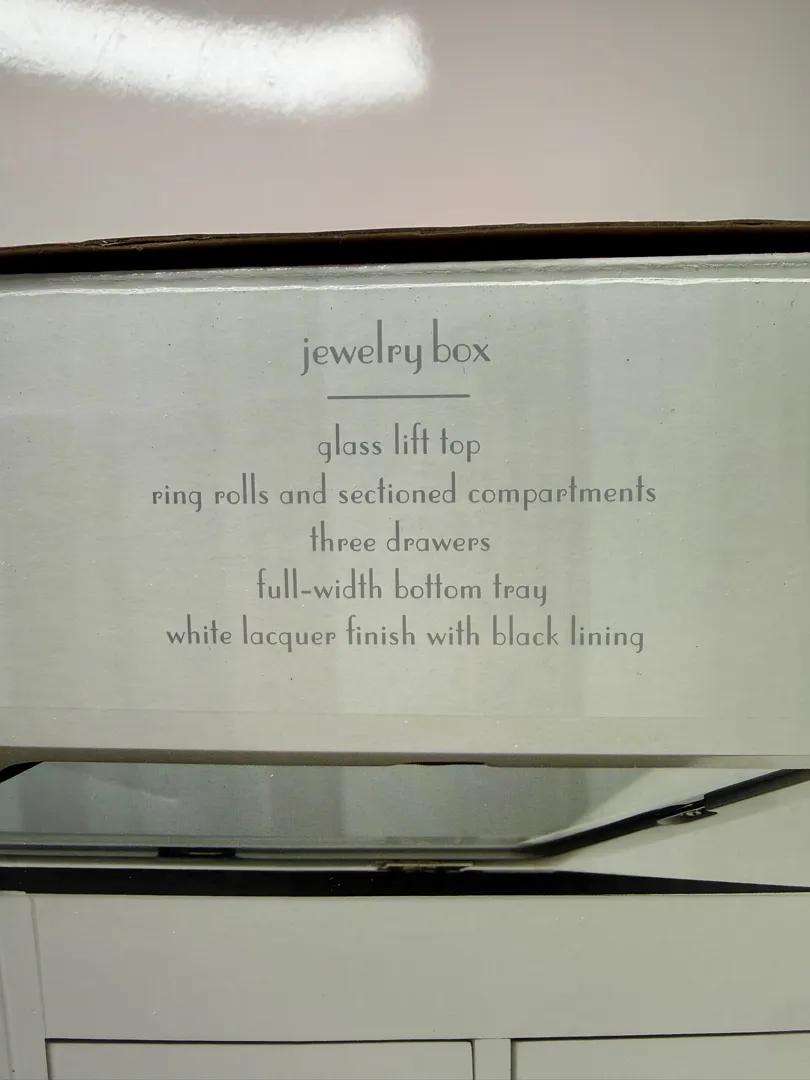 jewelry box
glass lift top
ring rolls and sectioned compartments
three drawers
full-width bottom tray
white lacquer finish with black lining